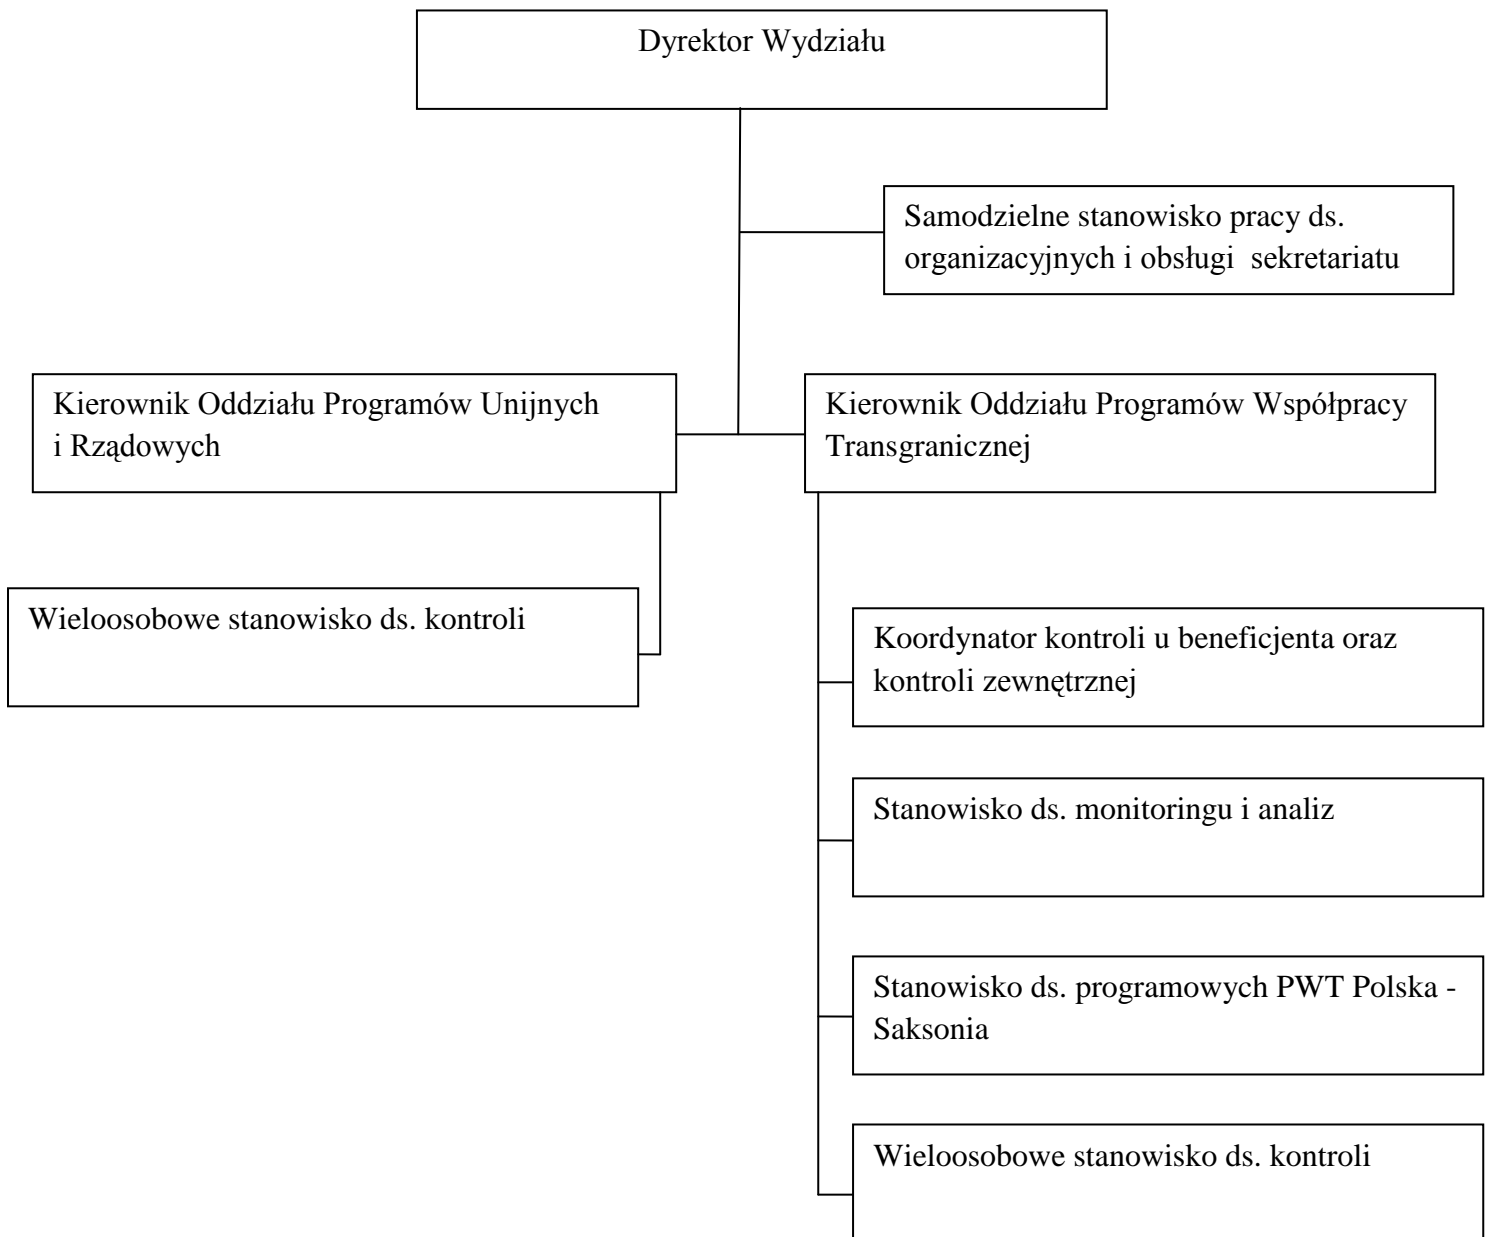 Dyrektor Wydziału
Samodzielne stanowisko pracy ds.
organizacyjnych i obsługi  sekretariatu
Kierownik Oddziału Programów Unijnych
i Rządowych
Kierownik Oddziału Programów Współpracy
Transgranicznej
Wieloosobowe stanowisko ds. kontroli
Koordynator kontroli u beneficjenta oraz
kontroli zewnętrznej
Stanowisko ds. monitoringu i analiz
Stanowisko ds. programowych PWT Polska -
Saksonia
Wieloosobowe stanowisko ds. kontroli